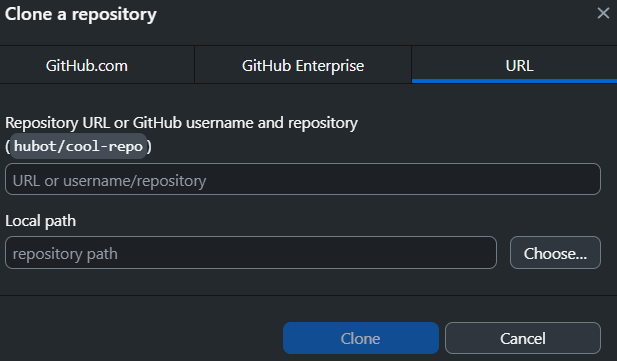 Clone a repository
GitHub.com
GitHub Enterprise
URL
Repository URL or GitHub username and repository
(hubot/cool-repo)
URL or username/repository
Local path
repository path
Choose...
Clone
Cancel